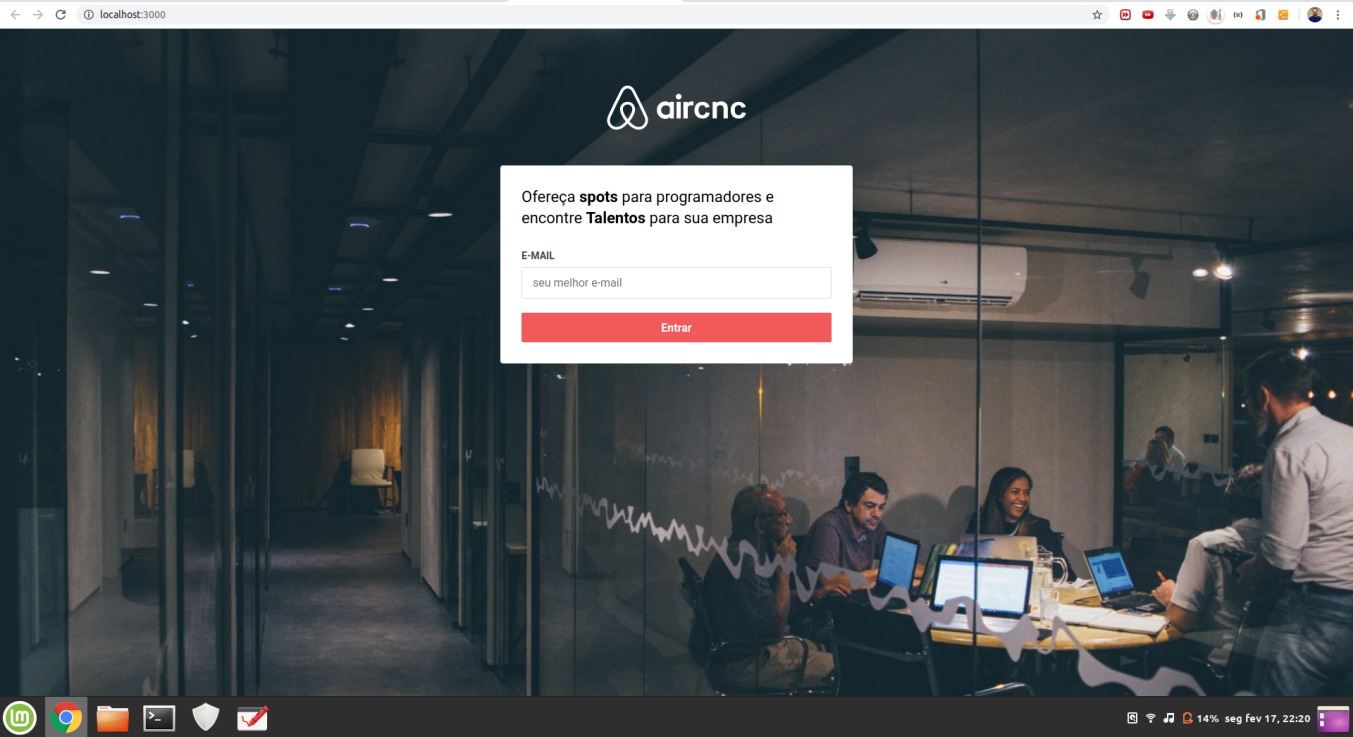 localhost:3000
aircnc
Ofereça spots para programadores e
encontre Talentos para sua empresa
E-MAIL
seu melhor e-mail
Entrar
14% seg fev 17, 22:20